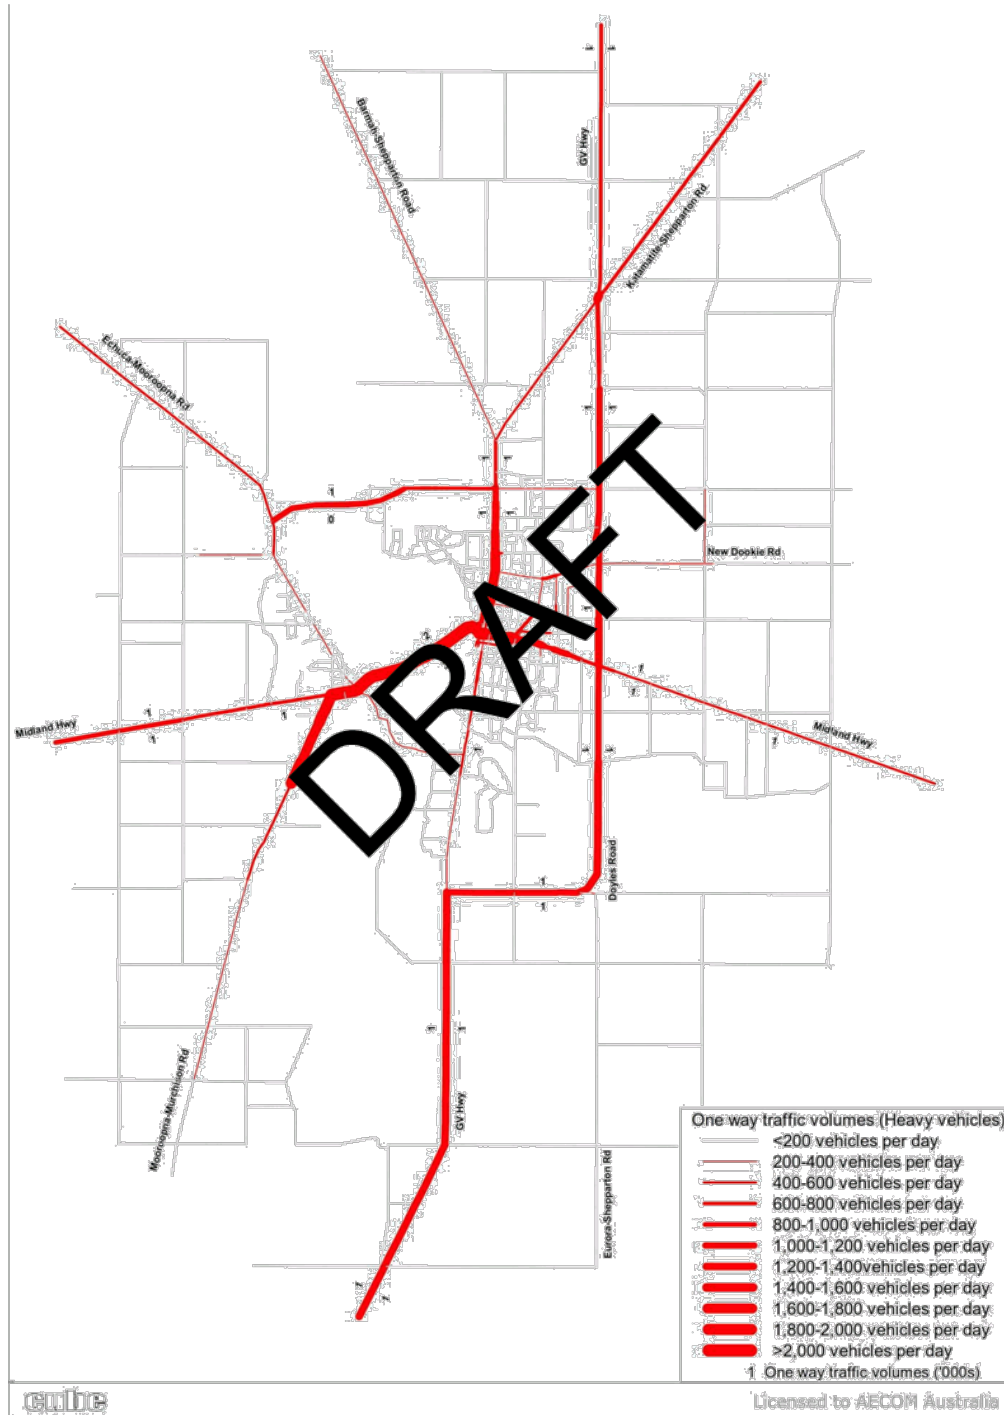 Barmah-Shepparton Road
GV Hwy
Katamatite-Shepparton Rd
Echuca-Mooroopna Rd
New Dookie Rd
Midland Hwy
Midland Hwy
DRAFT
Doyles Road
GV Hwy
Mooroopna-Murchison Rd
Eurora-Shepparton Rd
One way traffic volumes (Heavy vehicles)
<200 vehicles per day
200-400 vehicles per day
400-600 vehicles per day
600-800 vehicles per day
800-1,000 vehicles per day
1,000-1,200 vehicles per day
1,200-1,400vehicles per day
1,400-1,600 vehicles per day
1,600-1,800 vehicles per day
1,800-2,000 vehicles per day
>2,000 vehicles per day
1 One way traffic volumes ('000s)
cube
Licensed to AECOM Australia